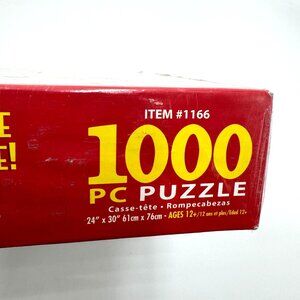 ITEM #1166
E!
1000
PC PUZZLE
Casse-tête • Rompecabezas
24" x 30" 61cm x 76cm • AGES 12+/12 ans et plus/Edad 12+